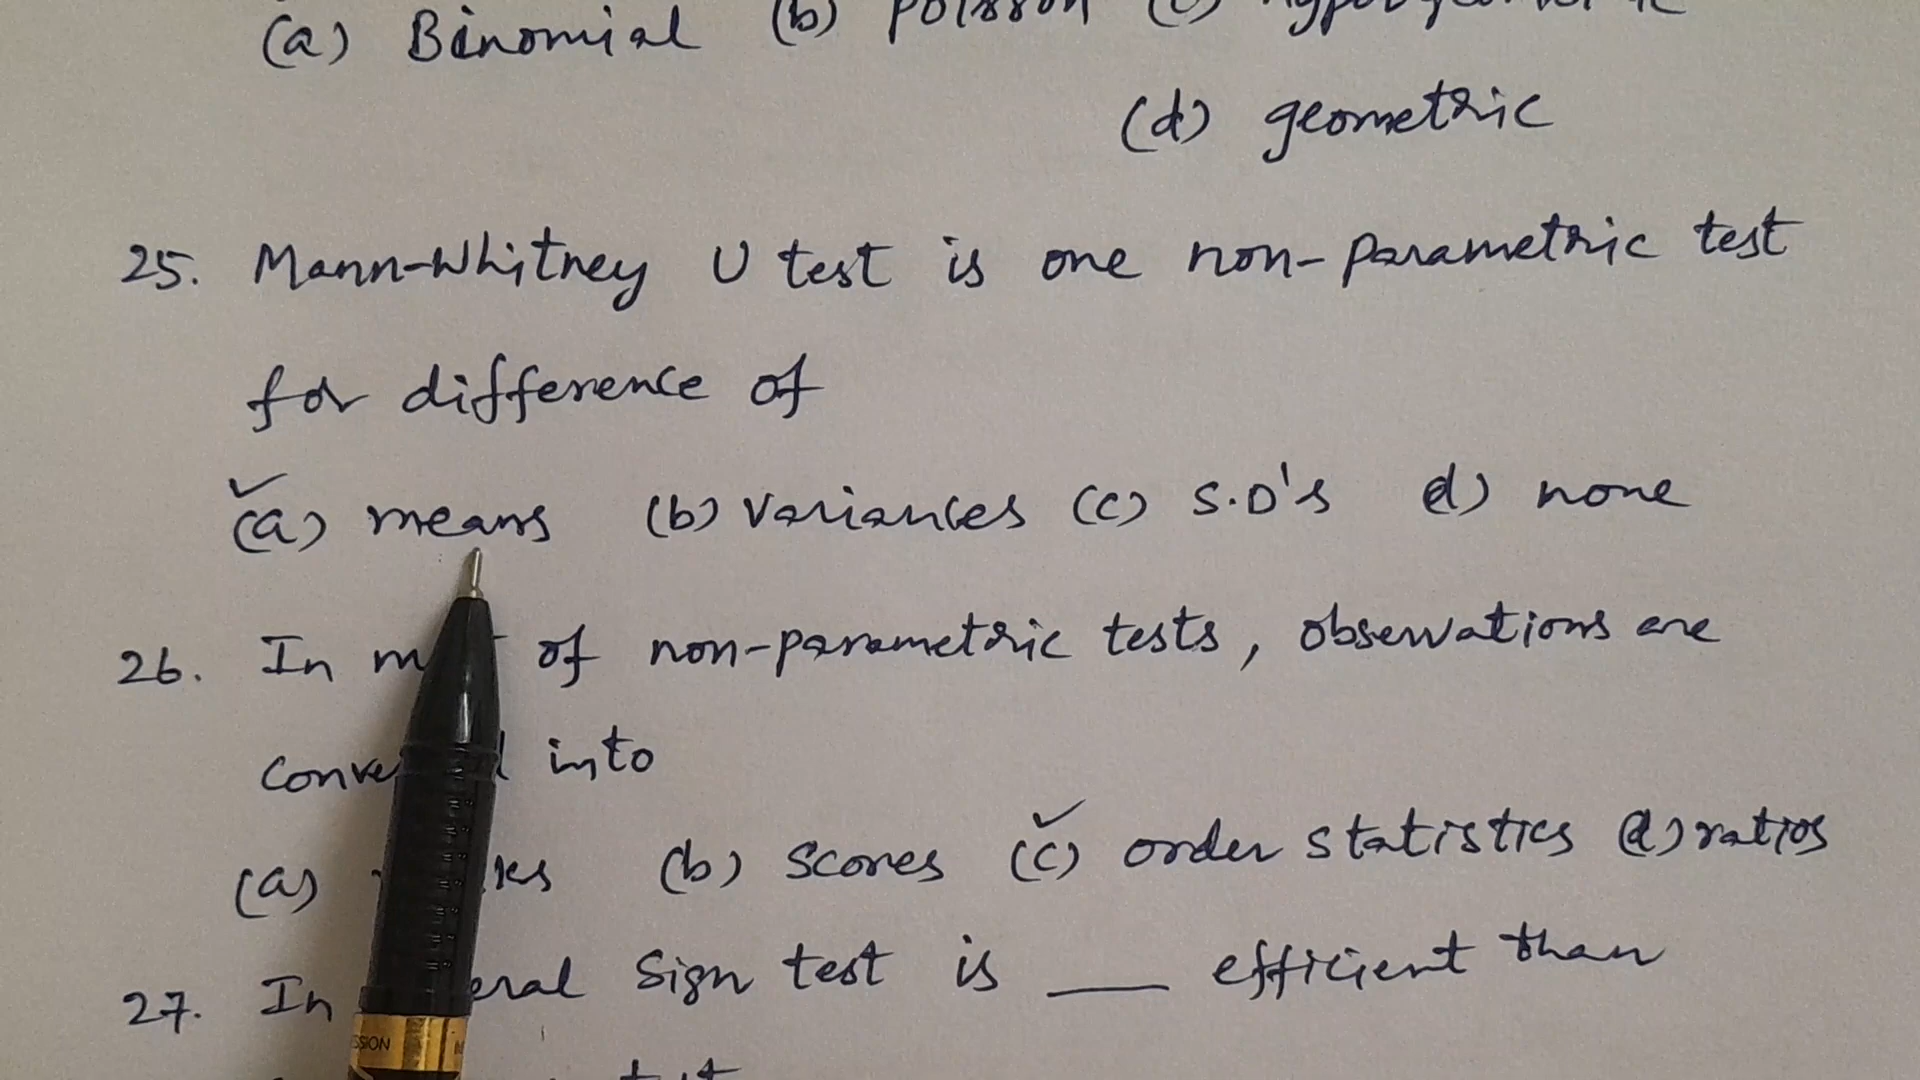 (a) Binomial (b) Poisson (c)
(d) geometric
25. Mann-Whitney U test is one non-parametric test
for difference of
(a) means (b) variances (c) S.D's d) none
26. In of non-parametric tests, observations are
into
(a) (b) Scores (c) order statistics (d) ratios
27. In Sign test is ___ efficient than